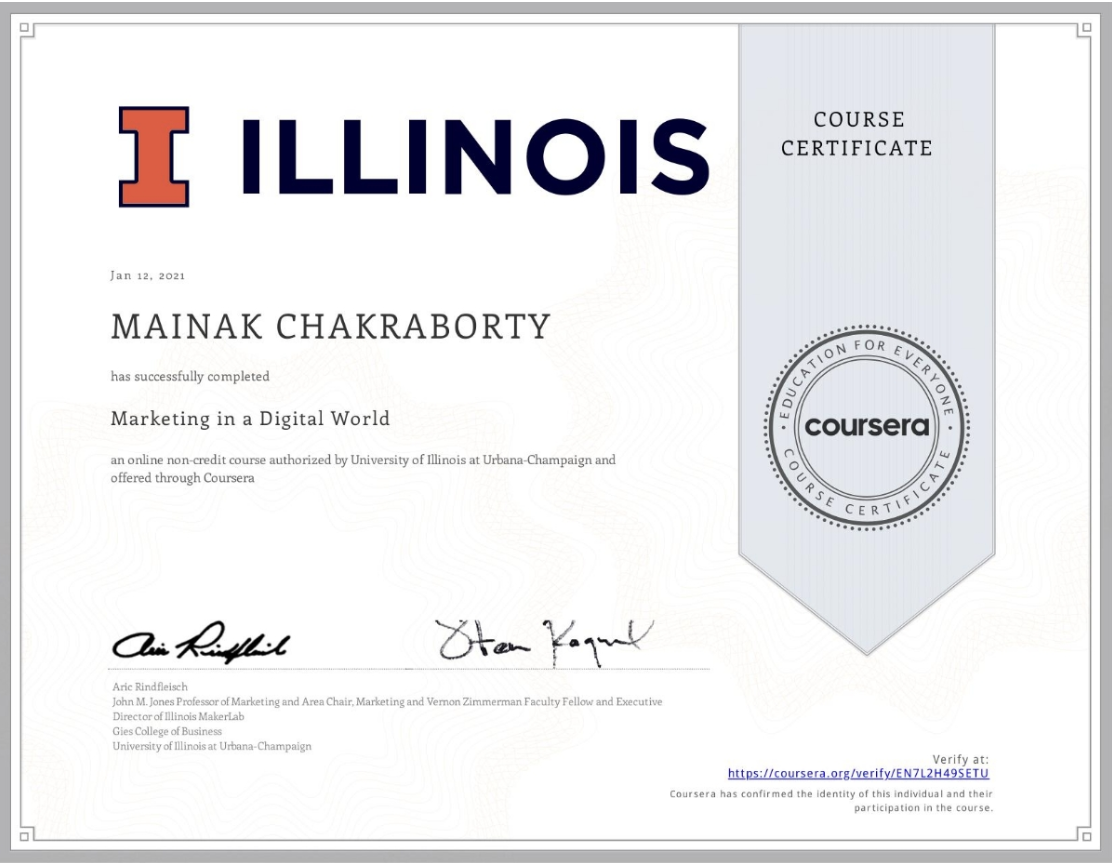 I ILLINOIS
COURSE
CERTIFICATE
Jan 12, 2021
MAINAK CHAKRABORTY
has successfully completed
Marketing in a Digital World
an online non-credit course authorized by University of Illinois at Urbana-Champaign and
offered through Coursera
EDUCATION FOR EVERYONE
coursera
COURSE CERTIFICATE
Aric Rindfleisch
John M. Jones Professor of Marketing and Area Chair, Marketing and Vernon Zimmerman Faculty Fellow and Executive
Director of Illinois MakerLab
Gies College of Business
University of Illinois at Urbana-Champaign
Verify at:
https://coursera.org/verify/EN7L2H49SETU
Coursera has confirmed the identity of this individual and their
participation in the course.